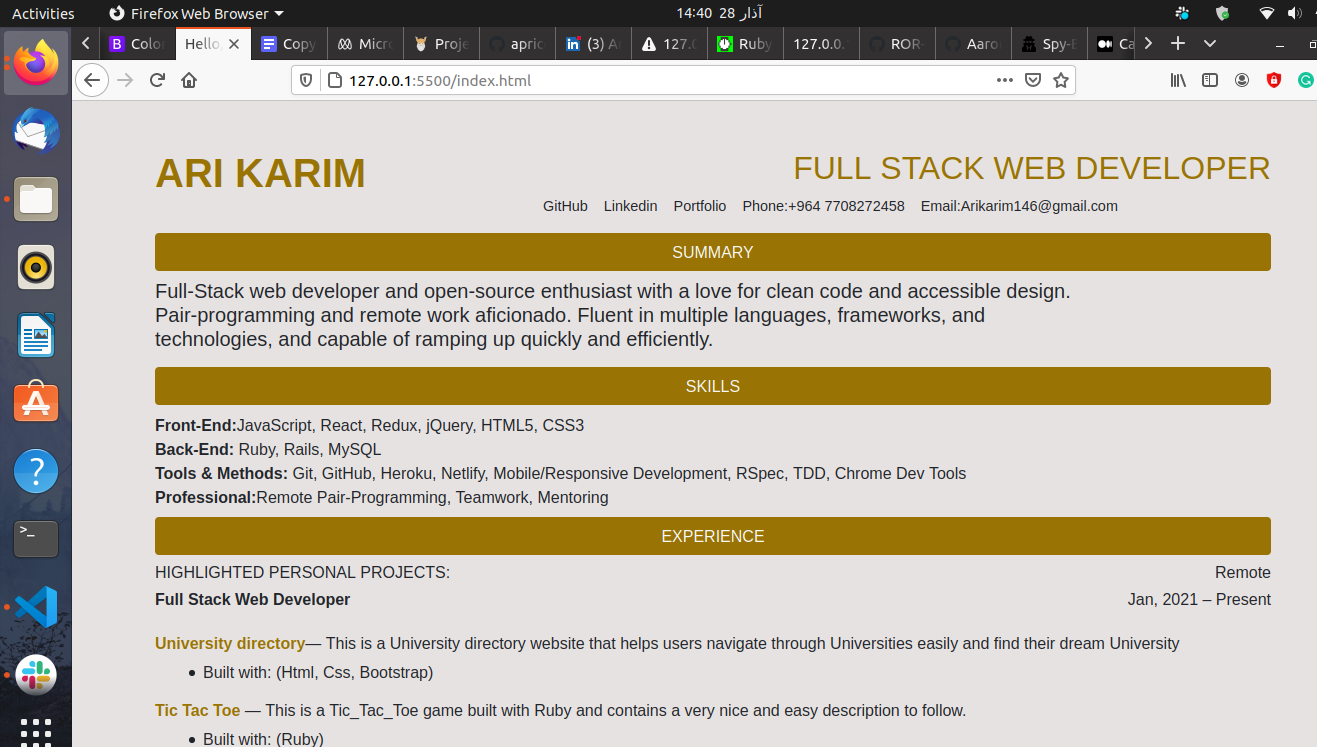 Activities Firefox Web Browser 14:40 28 آذار
Colo Hello, Copy Micro Proje apric (3) A 127.0 Ruby 127.0.0. ROR- Aaro Spy-E Ca
127.0.0.1:5500/index.html
ARI KARIM
FULL STACK WEB DEVELOPER
GitHub Linkedin Portfolio Phone:+964 7708272458 Email:Arikarim146@gmail.com
SUMMARY
Full-Stack web developer and open-source enthusiast with a love for clean code and accessible design.
Pair-programming and remote work aficionado. Fluent in multiple languages, frameworks, and
technologies, and capable of ramping up quickly and efficiently.
SKILLS
Front-End:JavaScript, React, Redux, jQuery, HTML5, CSS3
Back-End: Ruby, Rails, MySQL
Tools & Methods: Git, GitHub, Heroku, Netlify, Mobile/Responsive Development, RSpec, TDD, Chrome Dev Tools
Professional:Remote Pair-Programming, Teamwork, Mentoring
EXPERIENCE
HIGHLIGHTED PERSONAL PROJECTS: Remote
Full Stack Web Developer Jan, 2021 – Present
University directory— This is a University directory website that helps users navigate through Universities easily and find their dream University
• Built with: (Html, Css, Bootstrap)
Tic Tac Toe — This is a Tic_Tac_Toe game built with Ruby and contains a very nice and easy description to follow.
• Built with: (Ruby)